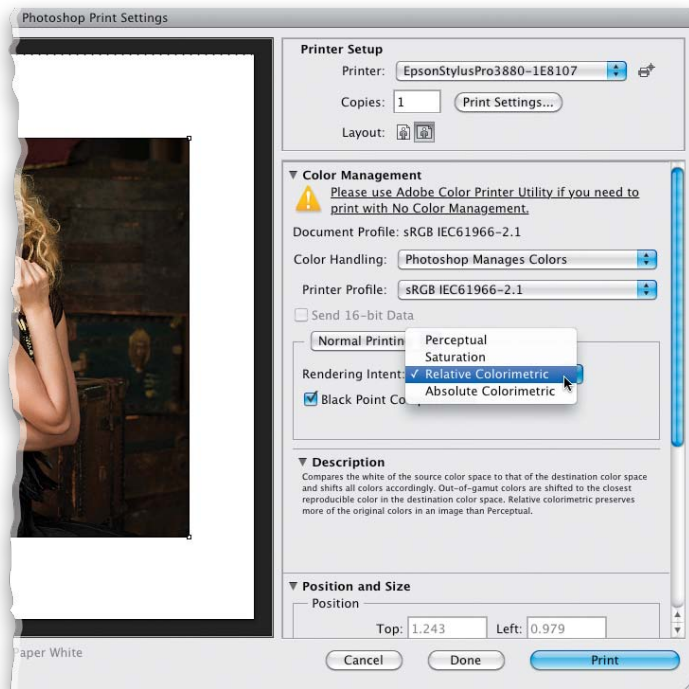 Photoshop Print Settings
Printer Setup
Printer: EpsonStylusPro3880-1E8107
Copies: 1 Print Settings...
Layout:
Color Management
Please use Adobe Color Printer Utility if you need to
print with No Color Management.
Document Profile: sRGB IEC61966-2.1
Color Handling: Photoshop Manages Colors
Printer Profile: sRGB IEC61966-2.1
Send 16-bit Data
Normal Printin
Perceptual
Saturation
Rendering Intent: ✓ Relative Colorimetric
Absolute Colorimetric
Black Point Co
Description
Compares the white of the source color space to that of the destination color space
and shifts all colors accordingly. Out-of-gamut colors are shifted to the closest
reproducible color in the destination color space. Relative colorimetric preserves
more of the original colors in an image than Perceptual.
Position and Size
Position
Top: 1.243 Left: 0.979
Paper White
Cancel Done Print